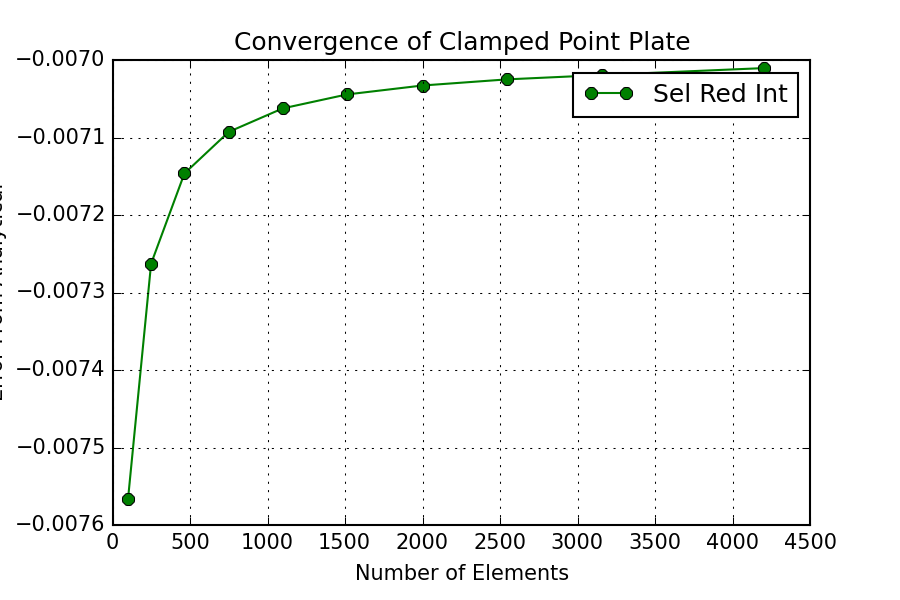 Convergence of Clamped Point Plate
−0.0070
−0.0071
−0.0072
−0.0073
−0.0074
−0.0075
−0.0076
Sel Red Int
0 500 1000 1500 2000 2500 3000 3500 4000 4500
Number of Elements